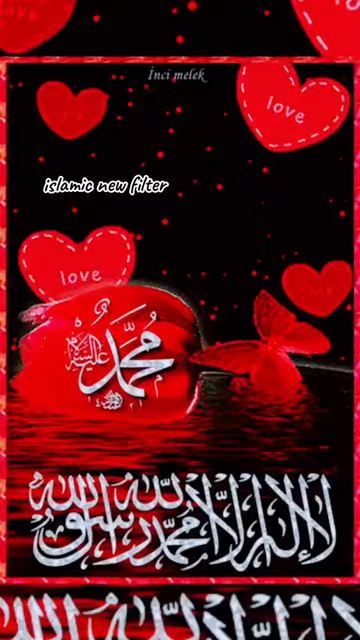 İnci melek
love
islamic new filter
love
محمد
عليه السلام
لا إله إلا الله محمد رسول الله